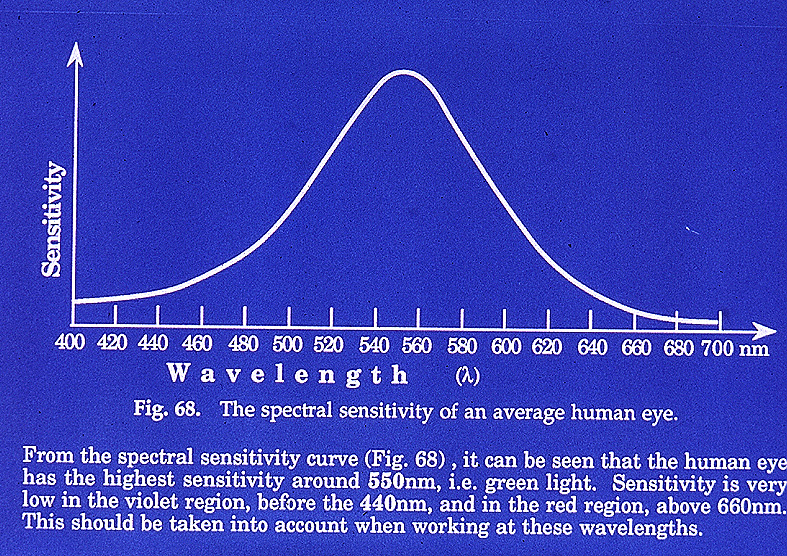 Sensitivity
400 420 440 460 480 500 520 540 560 580 600 620 640 660 680 700 nm
Wavelength (λ)
Fig. 68. The spectral sensitivity of an average human eye.
From the spectral sensitivity curve (Fig. 68) , it can be seen that the human eye
has the highest sensitivity around 550nm, i.e. green light. Sensitivity is very
low in the violet region, before the 440nm, and in the red region, above 660nm.
This should be taken into account when working at these wavelengths.